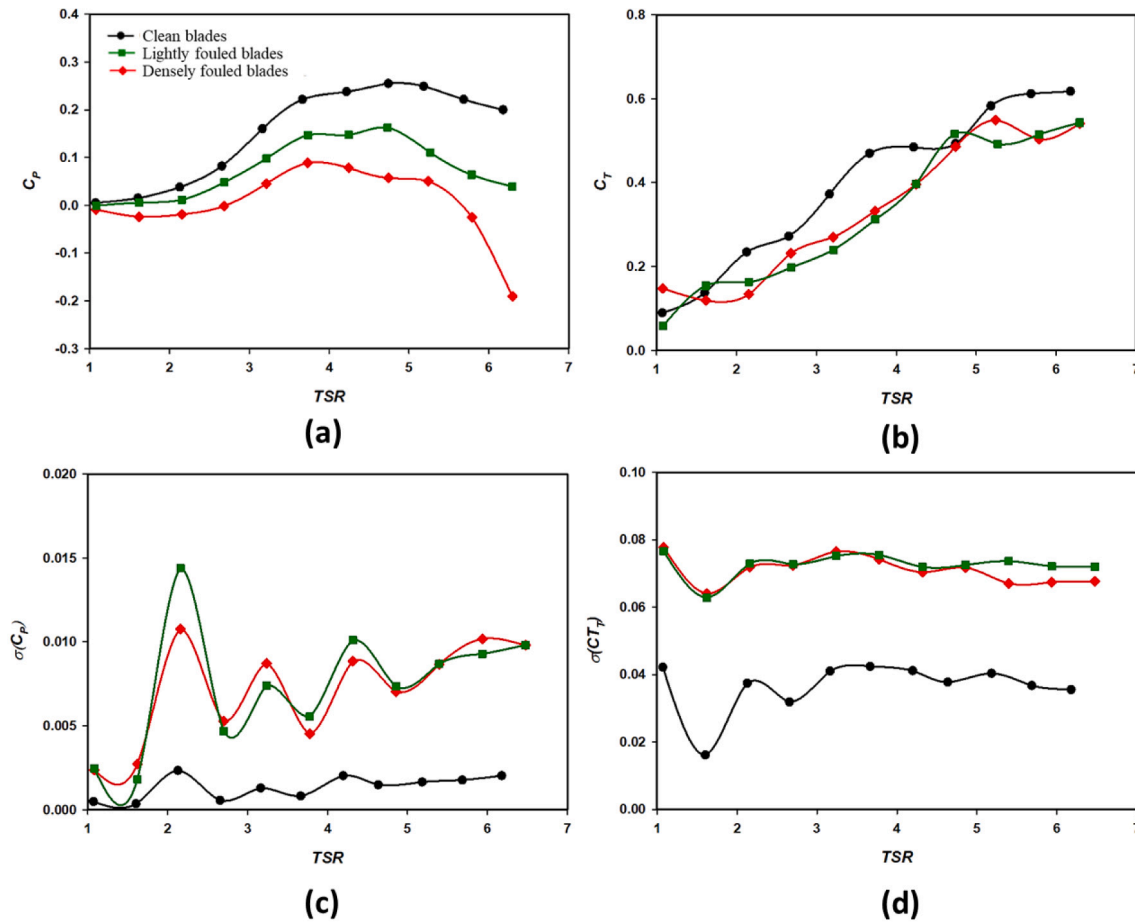 0.4
0.3
0.2
0.1
0.0
-0.1
-0.2
-0.3
C_P
Clean blades
Lightly fouled blades
Densely fouled blades
1 2 3 4 5 6 7
TSR
(a)
0.8
0.6
0.4
0.2
0.0
C_T
1 2 3 4 5 6 7
TSR
(b)
0.020
0.015
0.010
0.005
0.000
σ(C_P)
1 2 3 4 5 6 7
TSR
(c)
0.10
0.08
0.06
0.04
0.02
0.00
σ(CT_T)
1 2 3 4 5 6 7
TSR
(d)